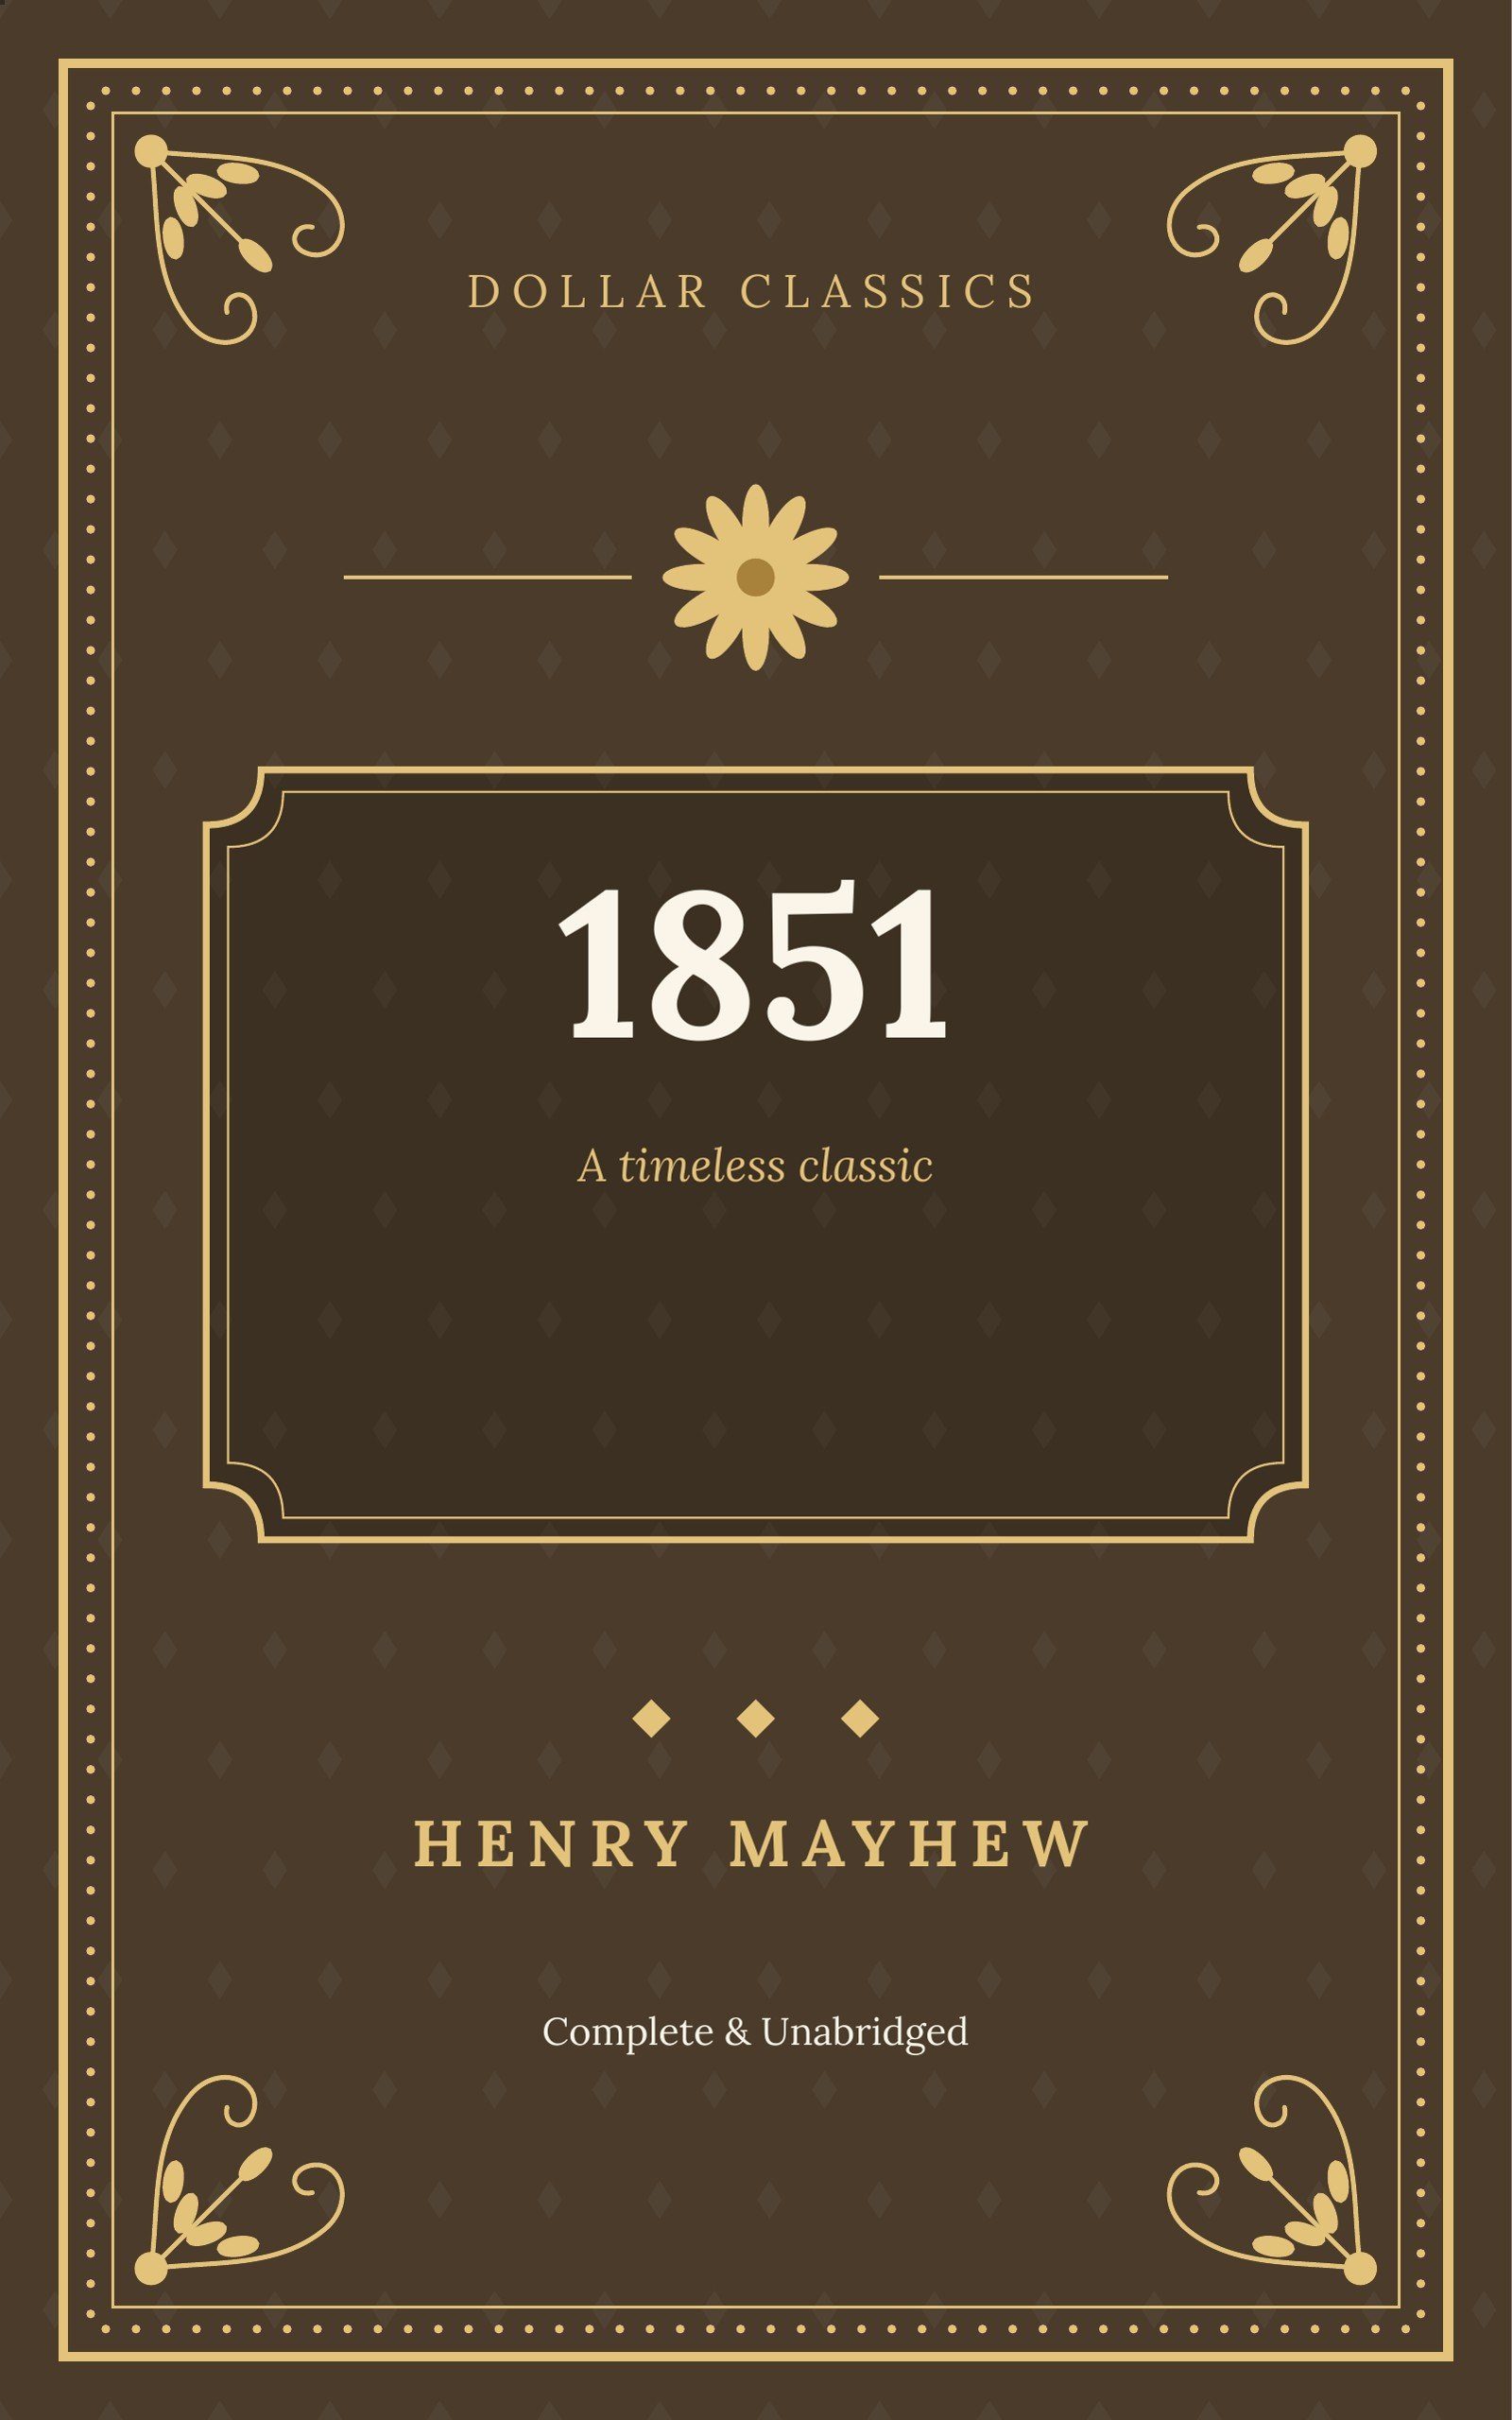 DOLLAR CLASSICS
1851
A timeless classic
HENRY MAYHEW
Complete & Unabridged